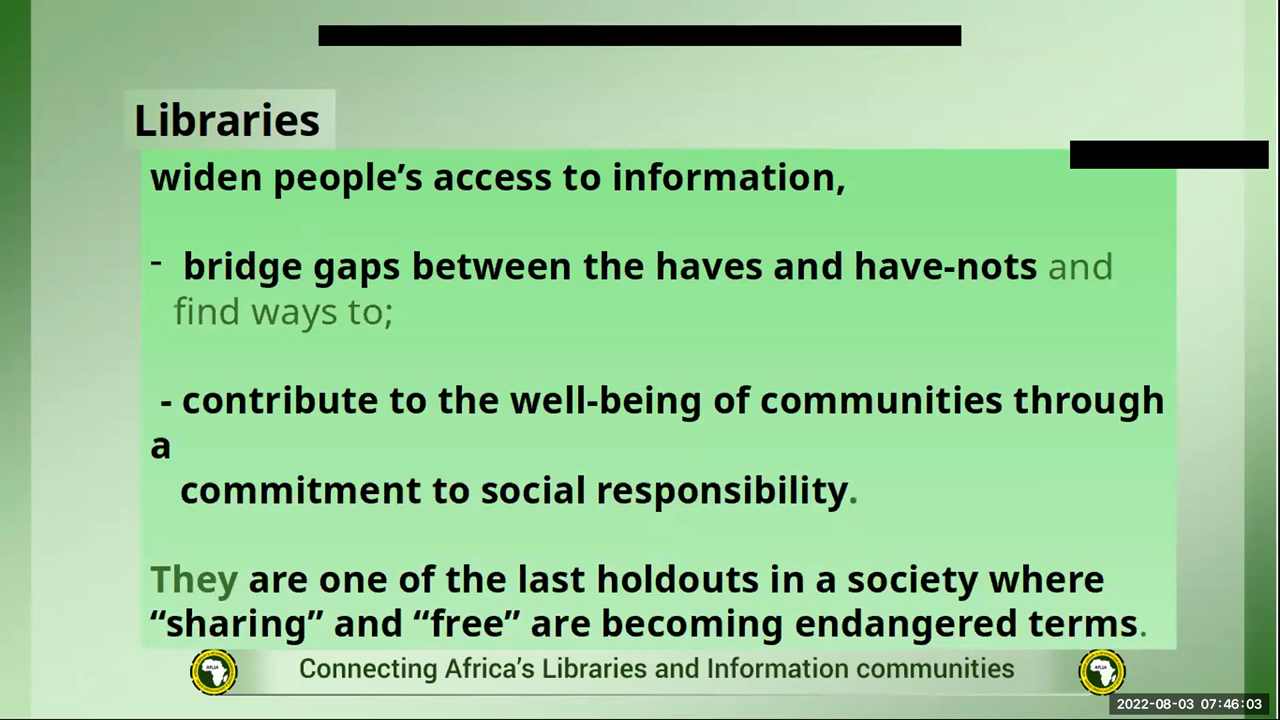 Libraries
widen people’s access to information,
- bridge gaps between the haves and have-nots and
find ways to;
- contribute to the well-being of communities through
a
commitment to social responsibility.
They are one of the last holdouts in a society where
“sharing” and “free” are becoming endangered terms.
Connecting Africa’s Libraries and Information communities
2022-08-03 07:46:03